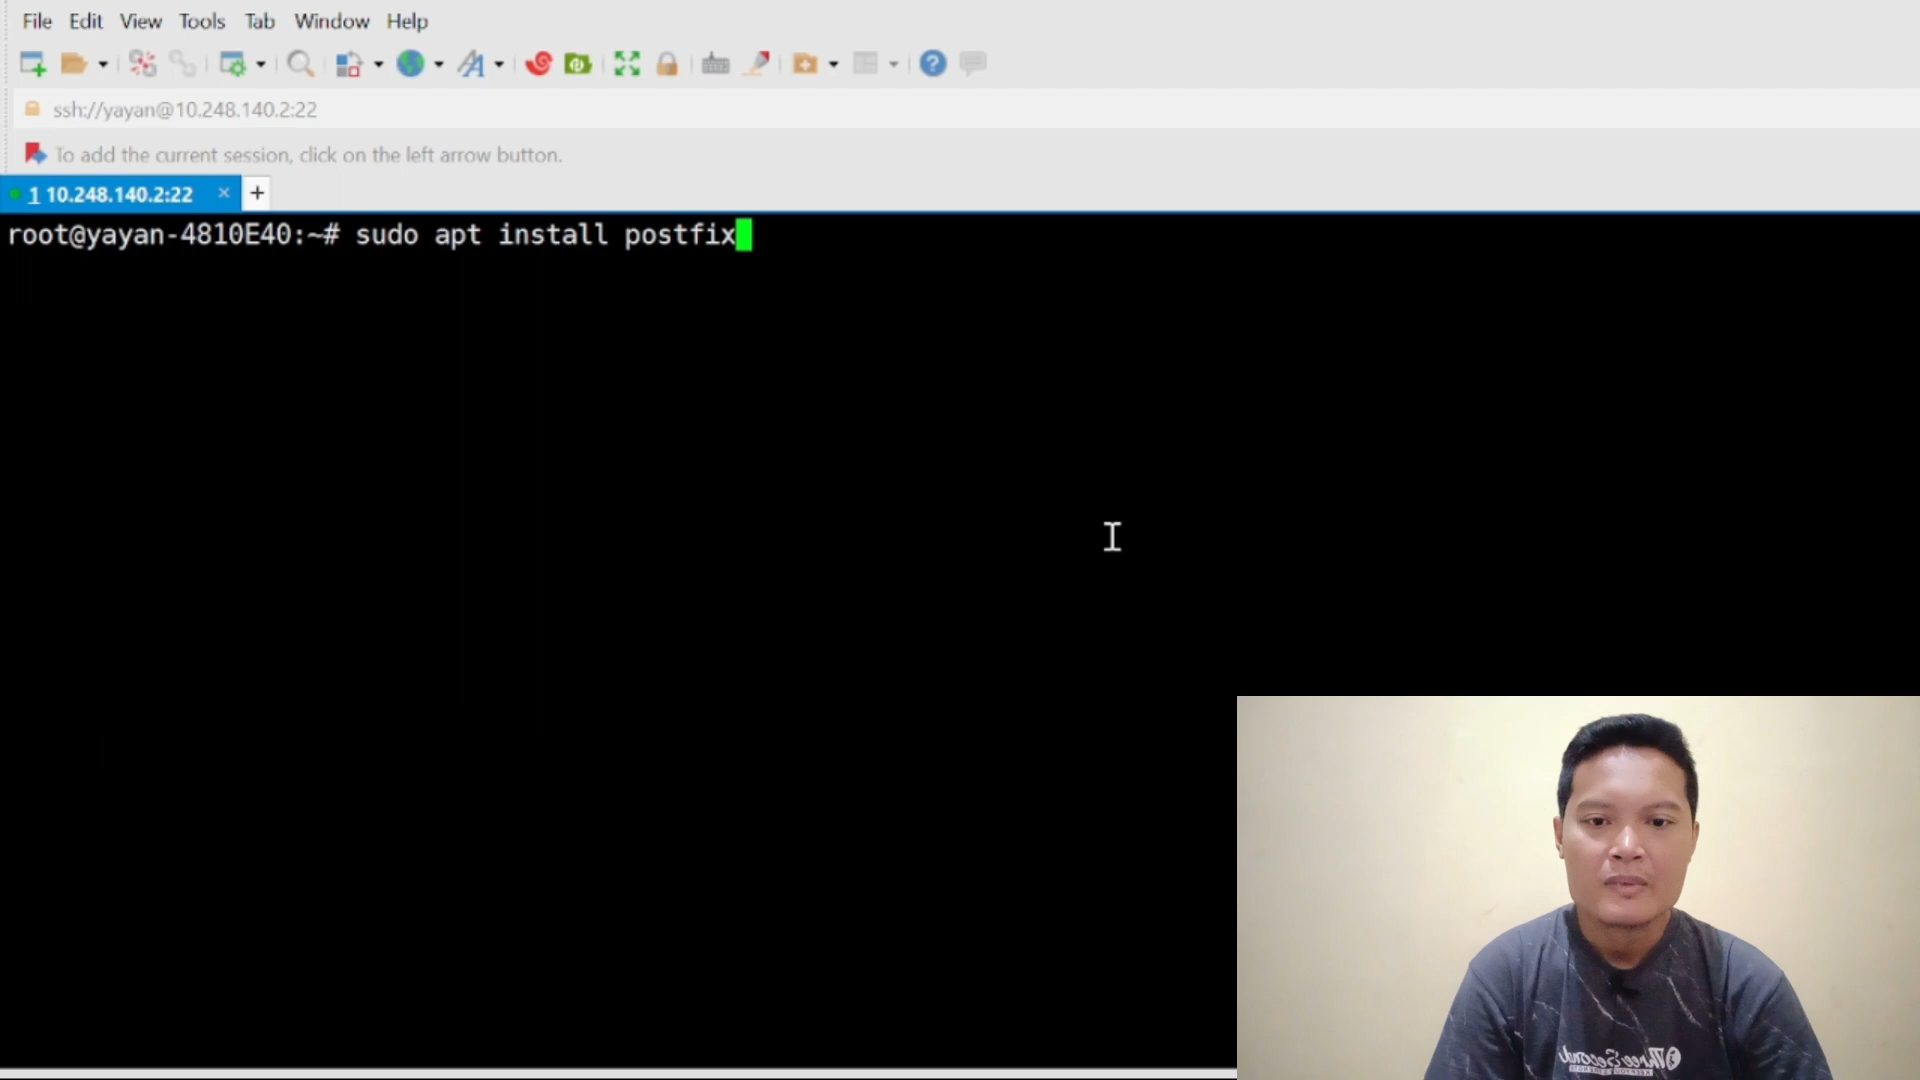 File Edit View Tools Tab Window Help
ssh://yayan@10.248.140.2:22
To add the current session, click on the left arrow button.
1 10.248.140.2:22 × +
root@yayan-4810E40:~# sudo apt install postfix
ThreeSecond